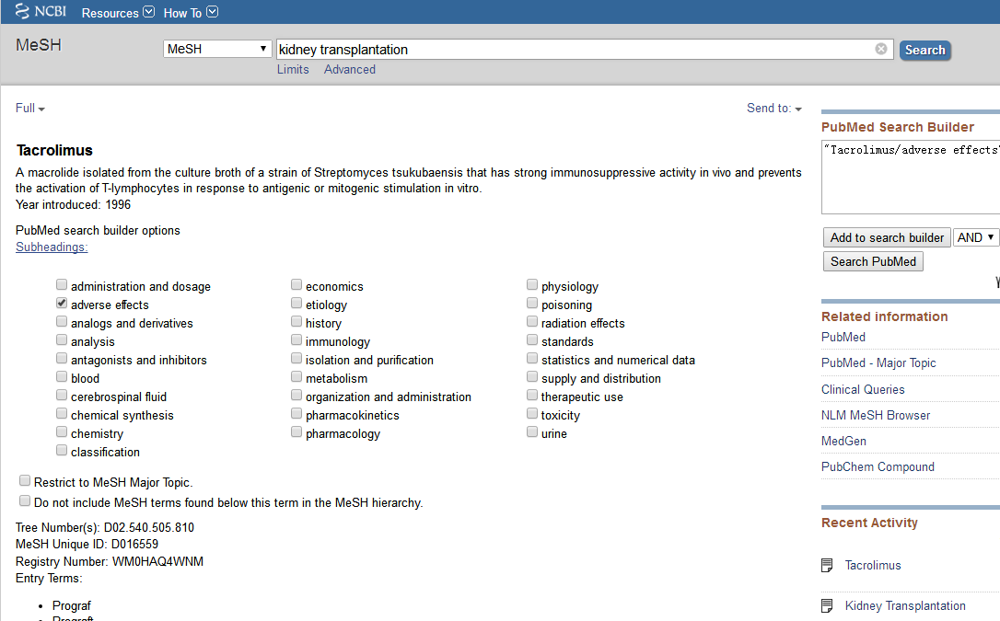 NCBI Resources How To
MeSH
MeSH kidney transplantation Search
Limits Advanced
Full
Send to:
Tacrolimus
A macrolide isolated from the culture broth of a strain of Streptomyces tsukubaensis that has strong immunosuppressive activity in vivo and prevents
the activation of T-lymphocytes in response to antigenic or mitogenic stimulation in vitro.
Year introduced: 1996
PubMed search builder options
Subheadings:
administration and dosage
adverse effects
analogs and derivatives
analysis
antagonists and inhibitors
blood
cerebrospinal fluid
chemical synthesis
chemistry
classification
economics
etiology
history
immunology
isolation and purification
metabolism
organization and administration
pharmacokinetics
pharmacology
physiology
poisoning
radiation effects
standards
statistics and numerical data
supply and distribution
therapeutic use
toxicity
urine
Restrict to MeSH Major Topic.
Do not include MeSH terms found below this term in the MeSH hierarchy.
Tree Number(s): D02.540.505.810
MeSH Unique ID: D016559
Registry Number: WM0HAQ4WNM
Entry Terms:
• Prograf
PubMed Search Builder
"Tacrolimus/adverse effects"
Add to search builder AND
Search PubMed
Related information
PubMed
PubMed - Major Topic
Clinical Queries
NLM MeSH Browser
MedGen
PubChem Compound
Recent Activity
Tacrolimus
Kidney Transplantation